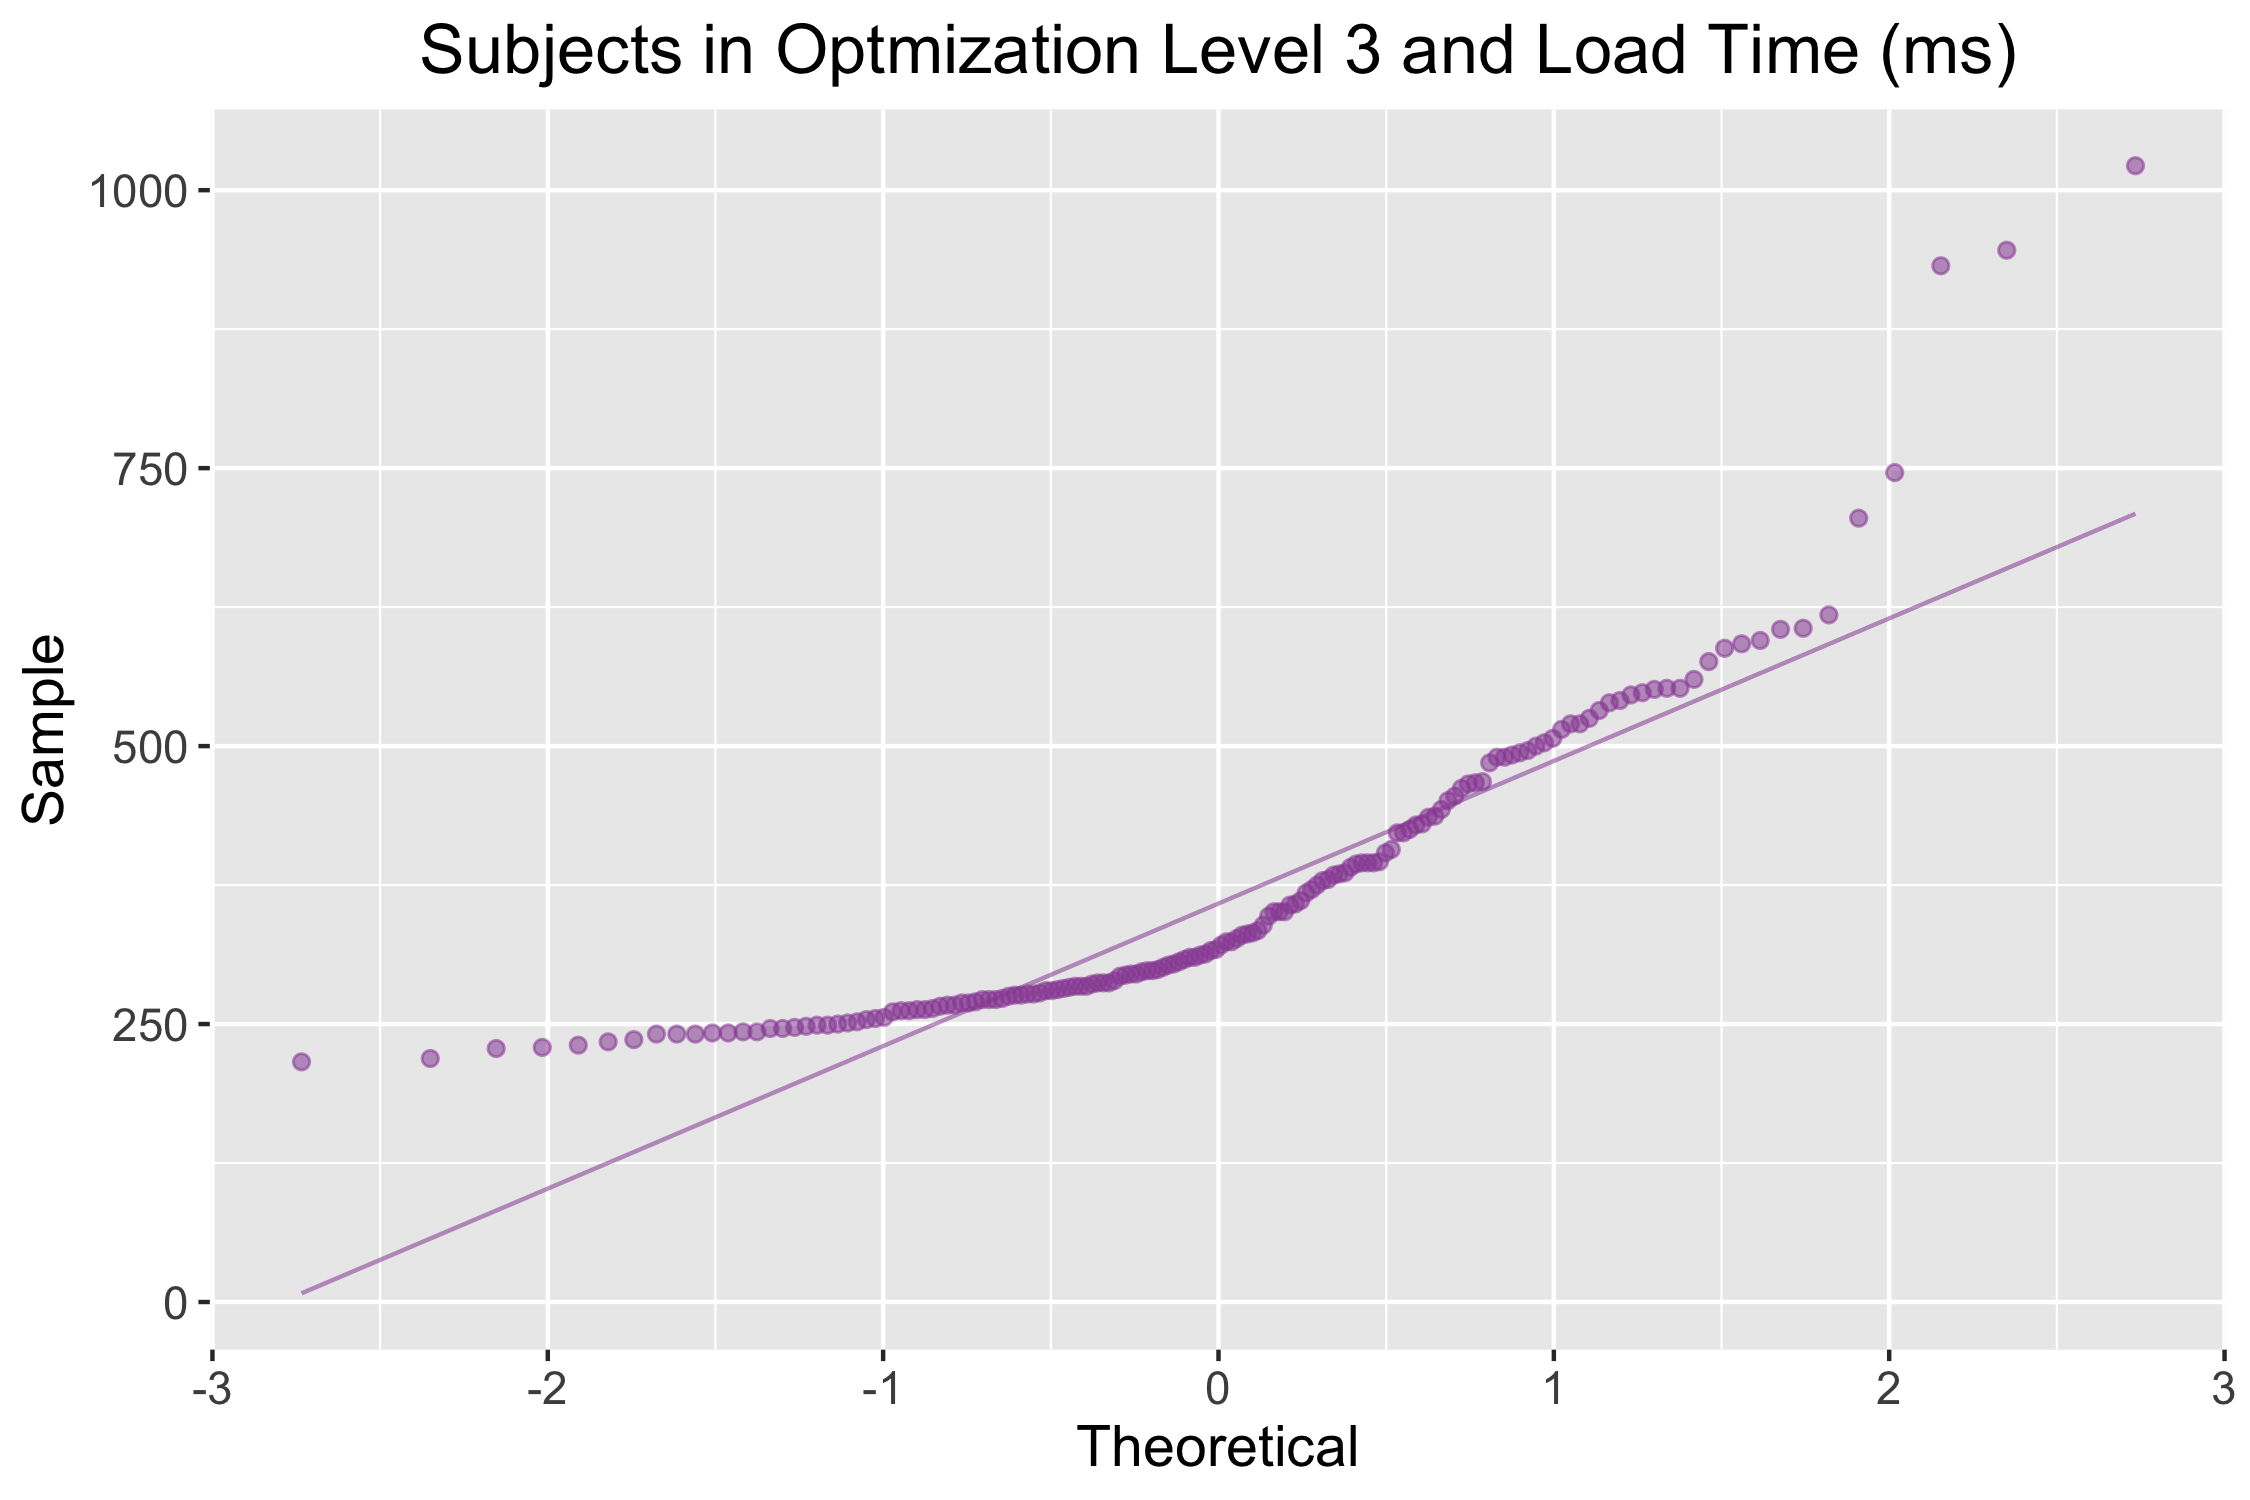 Subjects in Optmization Level 3 and Load Time (ms)
1000
750
500
250
0
Sample
-3 -2 -1 0 1 2 3
Theoretical